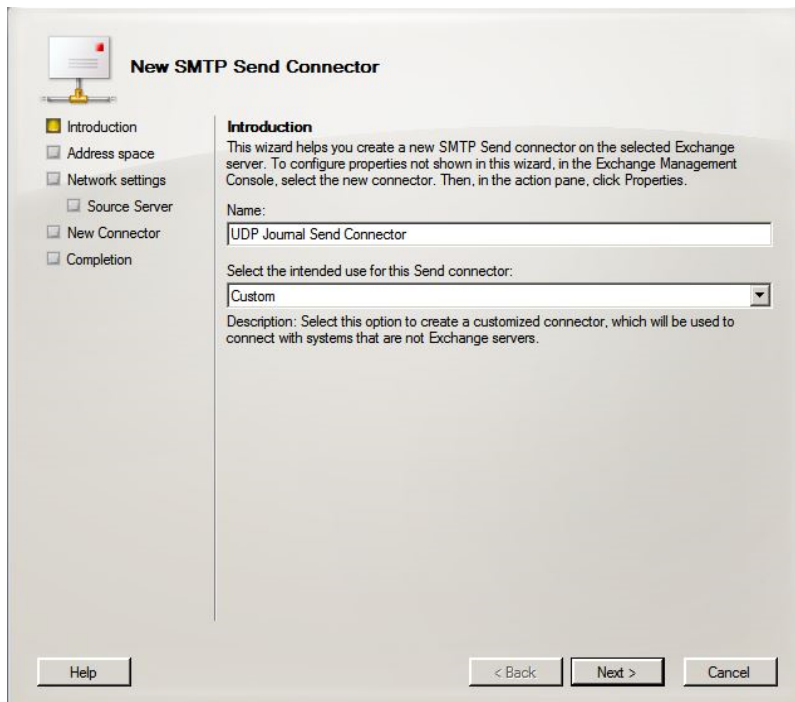 New SMTP Send Connector
Introduction
Address space
Network settings
Source Server
New Connector
Completion
Introduction
This wizard helps you create a new SMTP Send connector on the selected Exchange
server. To configure properties not shown in this wizard, in the Exchange Management
Console, select the new connector. Then, in the action pane, click Properties.
Name:
UDP Journal Send Connector
Select the intended use for this Send connector:
Custom
Description: Select this option to create a customized connector, which will be used to
connect with systems that are not Exchange servers.
Help
< Back
Next >
Cancel